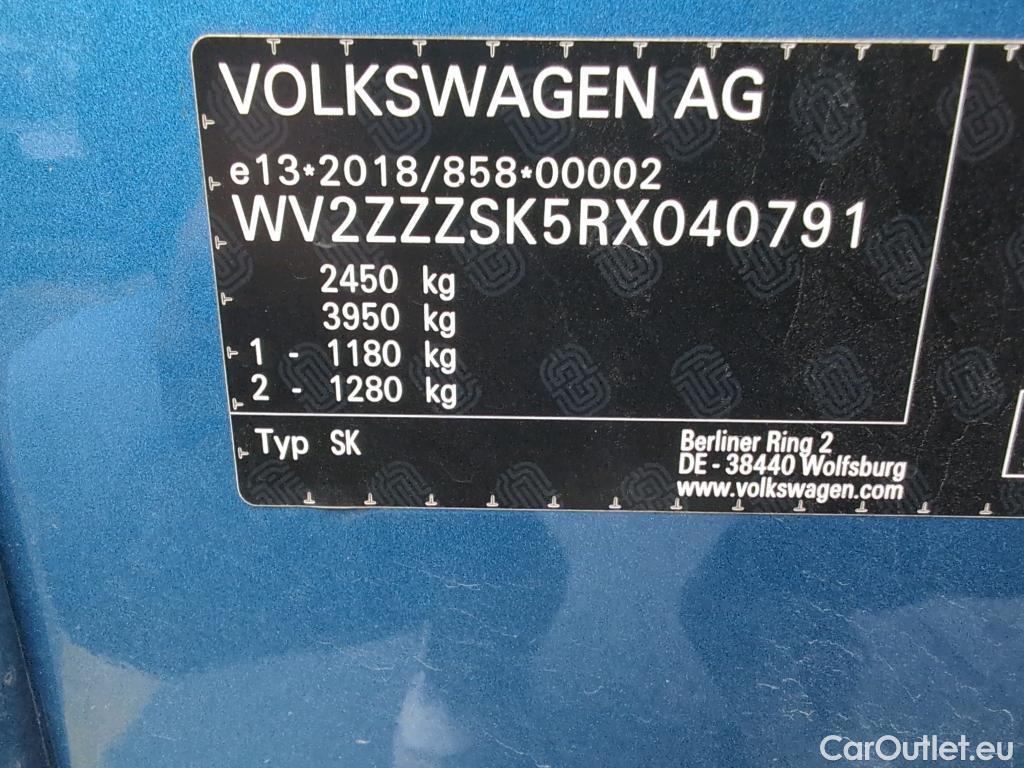 VOLKSWAGEN AG
e13*2018/858*00002
WV2ZZZSK5RX040791
2450 kg
3950 kg
1 - 1180 kg
2 - 1280 kg
Typ SK
Berliner Ring 2
DE - 38440 Wolfsburg
www.volkswagen.com
CarOutlet.eu